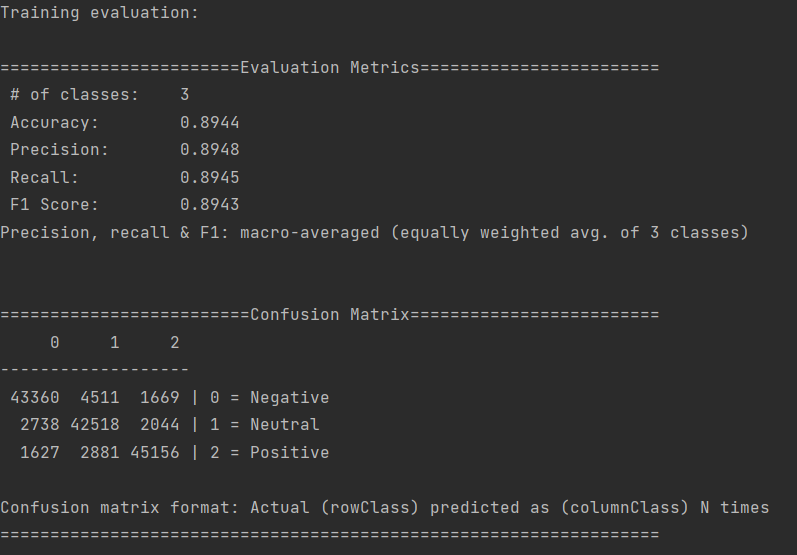 Training evaluation:
========================Evaluation Metrics========================
 # of classes:    3
 Accuracy:        0.8944
 Precision:       0.8948
 Recall:          0.8945
 F1 Score:        0.8943
Precision, recall & F1: macro-averaged (equally weighted avg. of 3 classes)
=========================Confusion Matrix=========================
     0     1     2
-------------------
 43360  4511  1669 | 0 = Negative
  2738 42518  2044 | 1 = Neutral
  1627  2881 45156 | 2 = Positive
Confusion matrix format: Actual (rowClass) predicted as (columnClass) N times
==================================================================